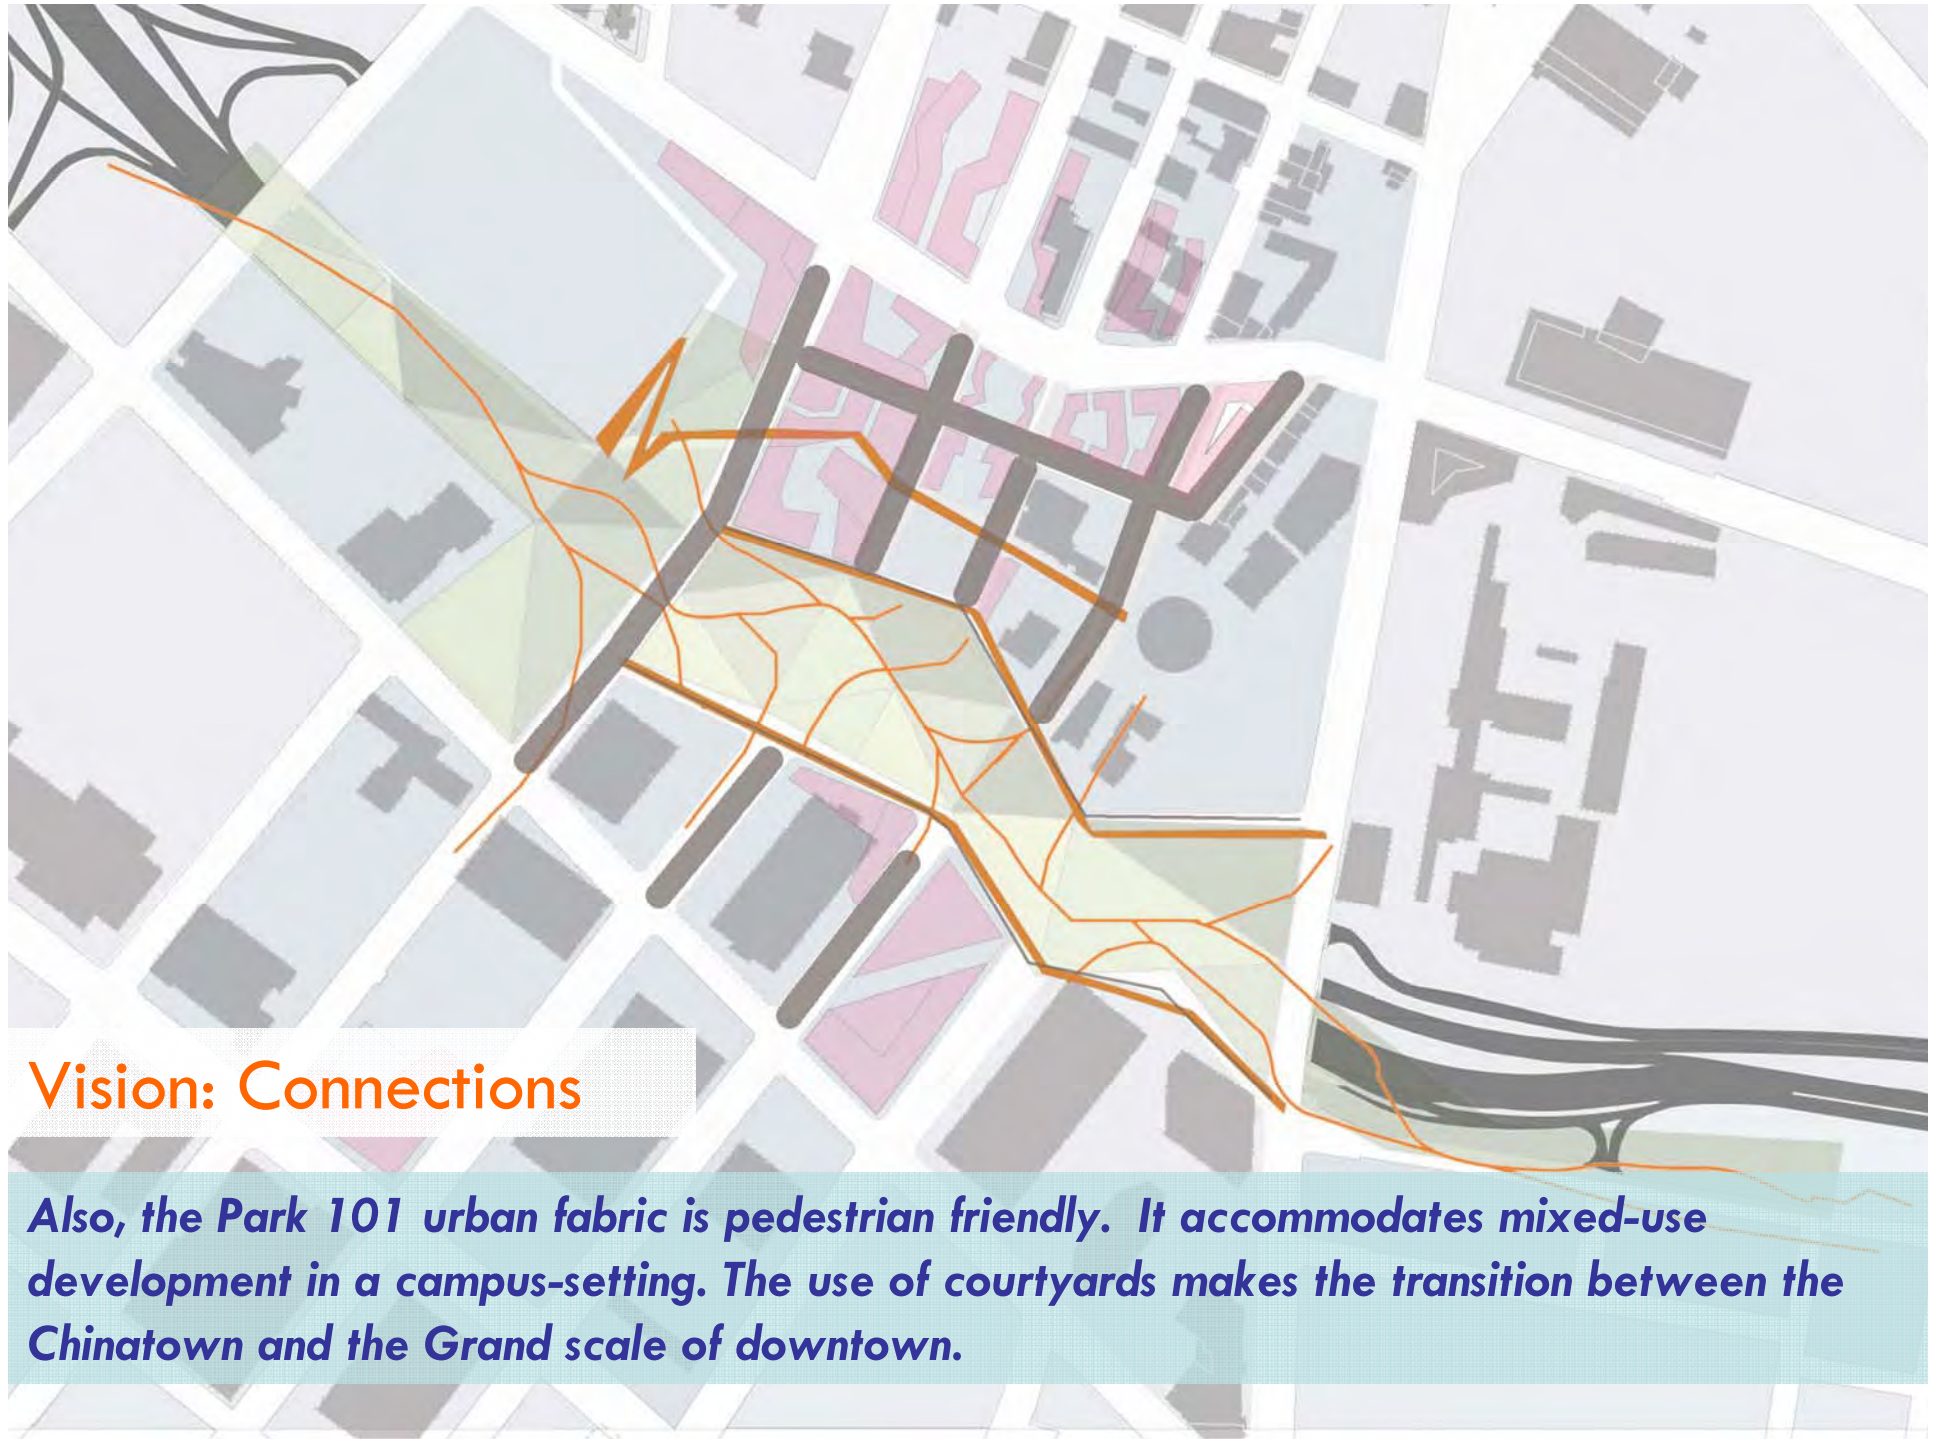 Vision: Connections
Also, the Park 101 urban fabric is pedestrian friendly.  It accommodates mixed-use
development in a campus-setting. The use of courtyards makes the transition between the
Chinatown and the Grand scale of downtown.